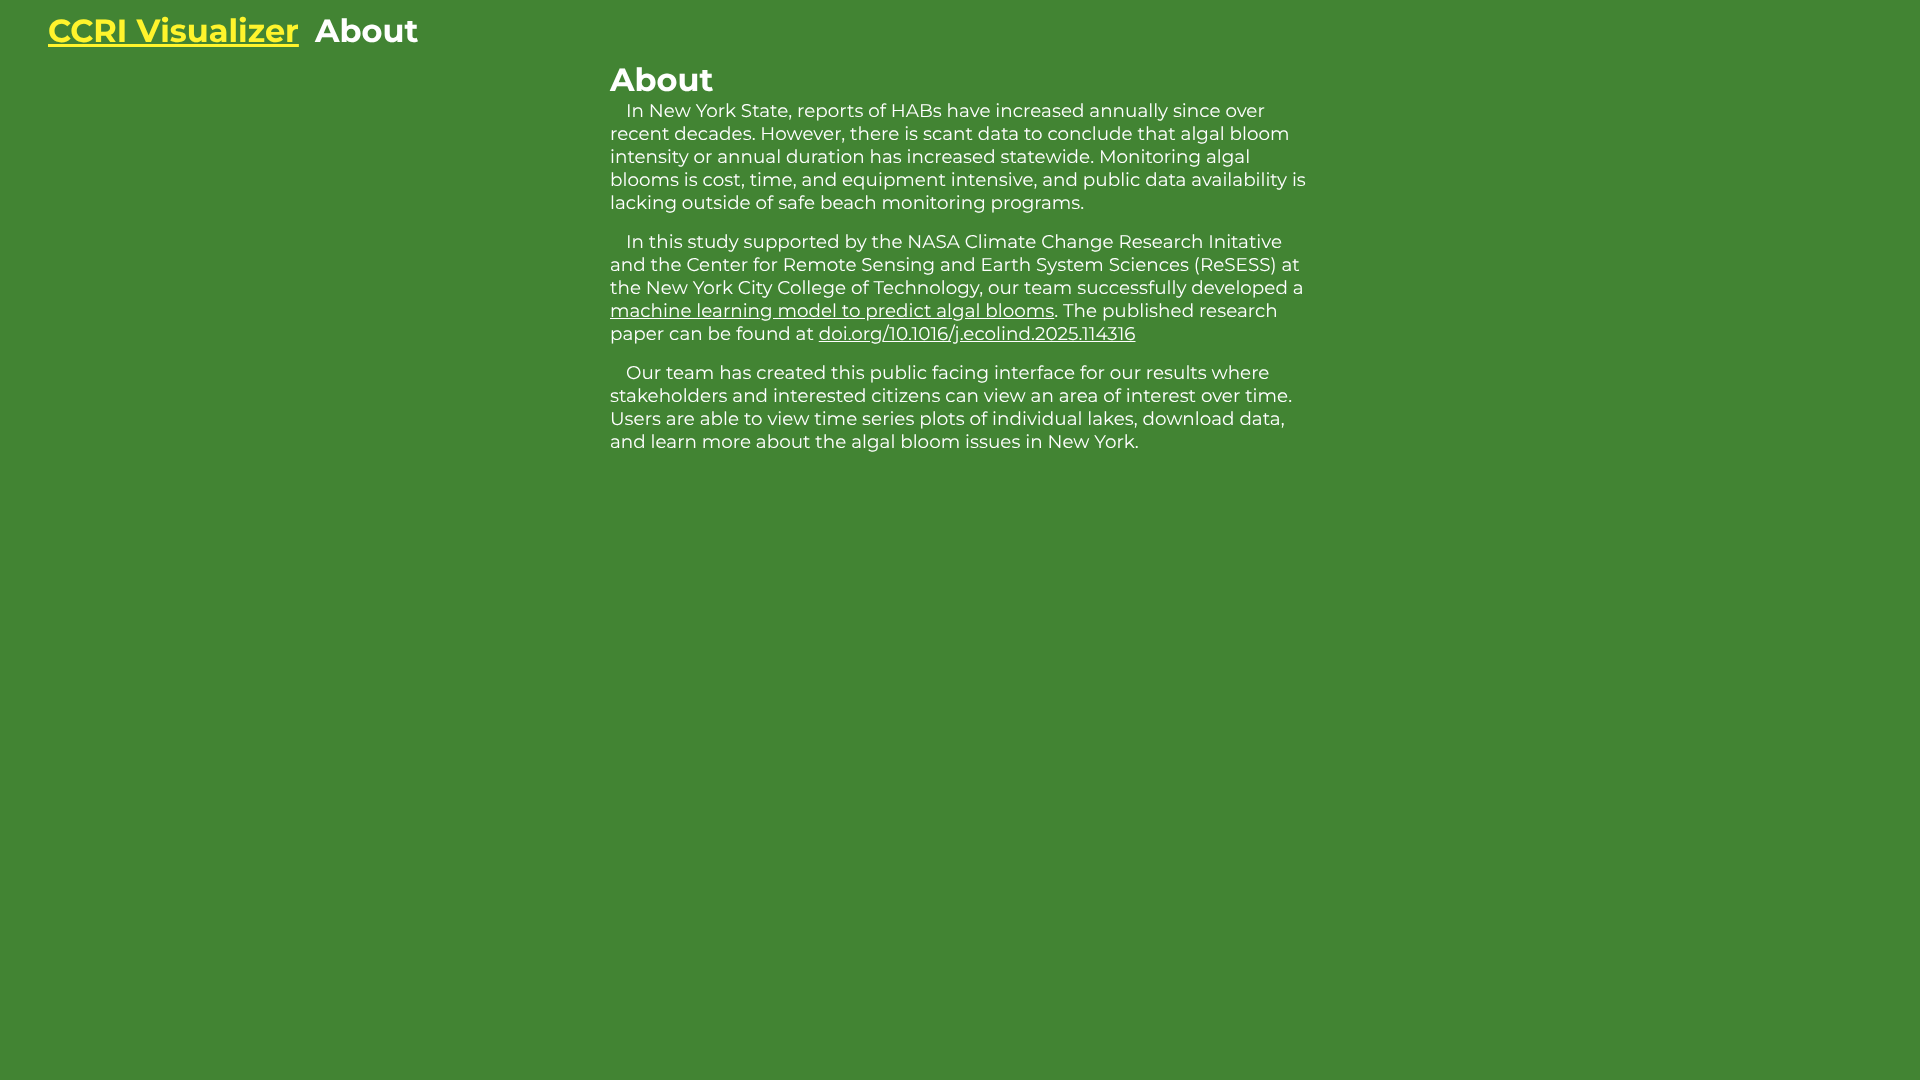 CCRI Visualizer About
About
In New York State, reports of HABs have increased annually since over
recent decades. However, there is scant data to conclude that algal bloom
intensity or annual duration has increased statewide. Monitoring algal
blooms is cost, time, and equipment intensive, and public data availability is
lacking outside of safe beach monitoring programs.
In this study supported by the NASA Climate Change Research Initative
and the Center for Remote Sensing and Earth System Sciences (ReSESS) at
the New York City College of Technology, our team successfully developed a
machine learning model to predict algal blooms. The published research
paper can be found at doi.org/10.1016/j.ecolind.2025.114316
Our team has created this public facing interface for our results where
stakeholders and interested citizens can view an area of interest over time.
Users are able to view time series plots of individual lakes, download data,
and learn more about the algal bloom issues in New York.